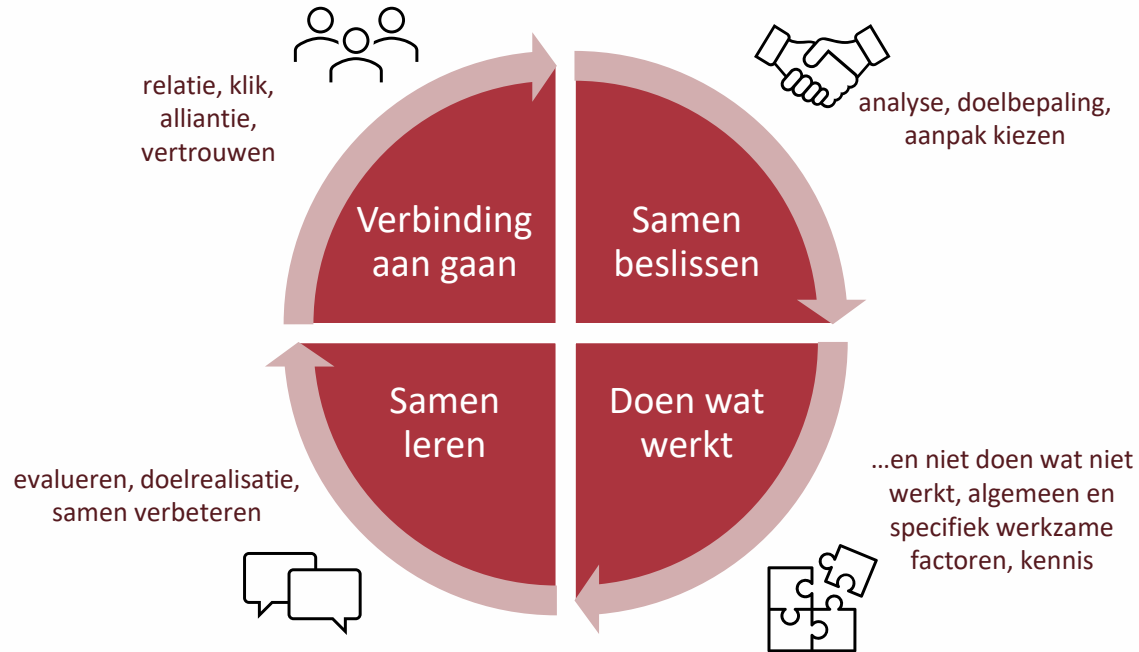 relatie, klik,
alliantie,
vertrouwen
Verbinding
aan gaan
Samen
beslissen
analyse, doelbepaling,
aanpak kiezen
Samen
leren
evalueren, doelrealisatie,
samen verbeteren
Doen wat
werkt
...en niet doen wat niet
werkt, algemeen en
specifiek werkzame
factoren, kennis